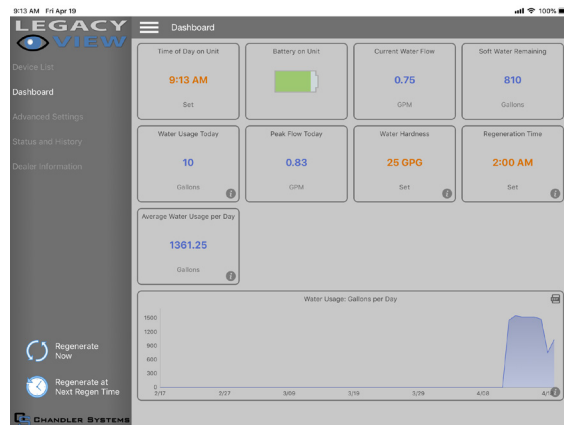 9:13 AM Fri Apr 19
100%
LEGACY
VIEW
Dashboard
Device List
Dashboard
Advanced Settings
Status and History
Dealer Information
Regenerate
Now
Regenerate at
Next Regen Time
CHANDLER SYSTEMS
Time of Day on Unit
9:13 AM
Set
Battery on Unit
Current Water Flow
0.75
GPM
Soft Water Remaining
810
Gallons
Water Usage Today
10
Gallons
Peak Flow Today
0.83
GPM
Water Hardness
25 GPG
Set
Regeneration Time
2:00 AM
Set
Average Water Usage per Day
1361.25
Gallons
Water Usage: Gallons per Day
1500
1200
900
600
300
0
2/17 2/27 3/09 3/19 3/29 4/08